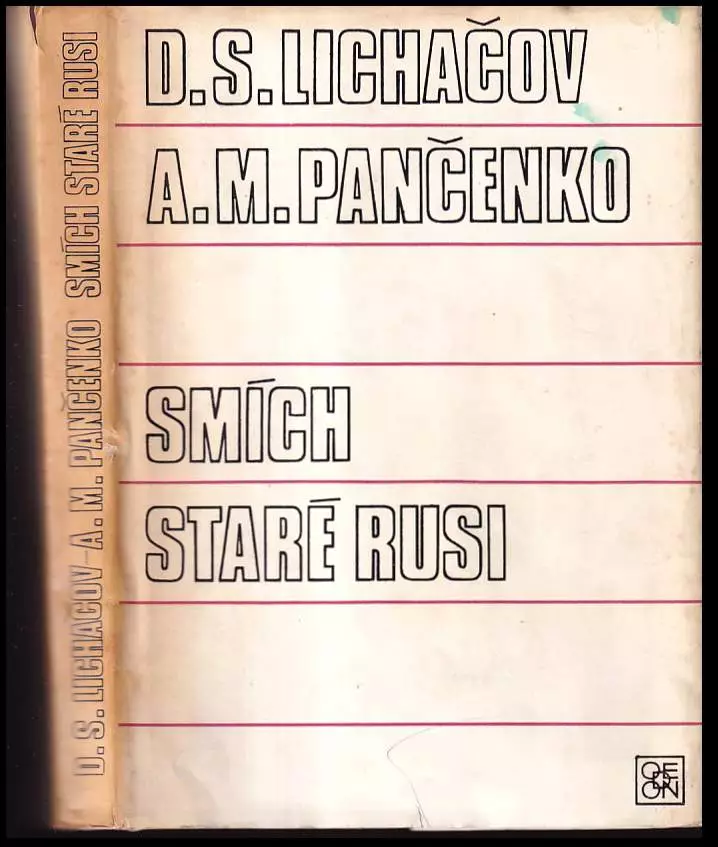 D.S. LICHAČOV
A.M. PANČENKO
SMÍCH
STARÉ RUSI
ODEON
D.S. LICHAČOV-A.M. PANČENKO SMÍCH STARÉ RUSI